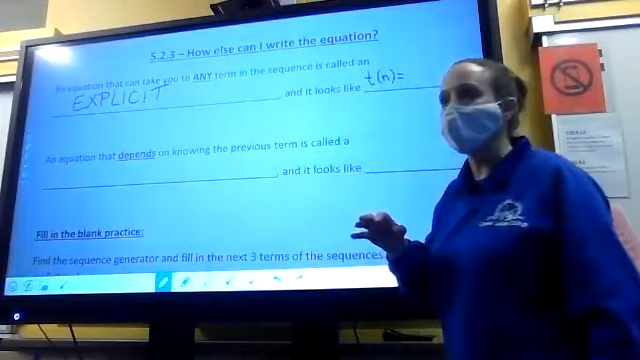 5.2.3 – How else can I write the equation?
An equation that can take you to ANY term in the sequence is called an
EXPLICIT and it looks like t(n)=
An equation that depends on knowing the previous term is called a
, and it looks like
Fill in the blank practice:
Find the sequence generator and fill in the next 3 terms of the sequences